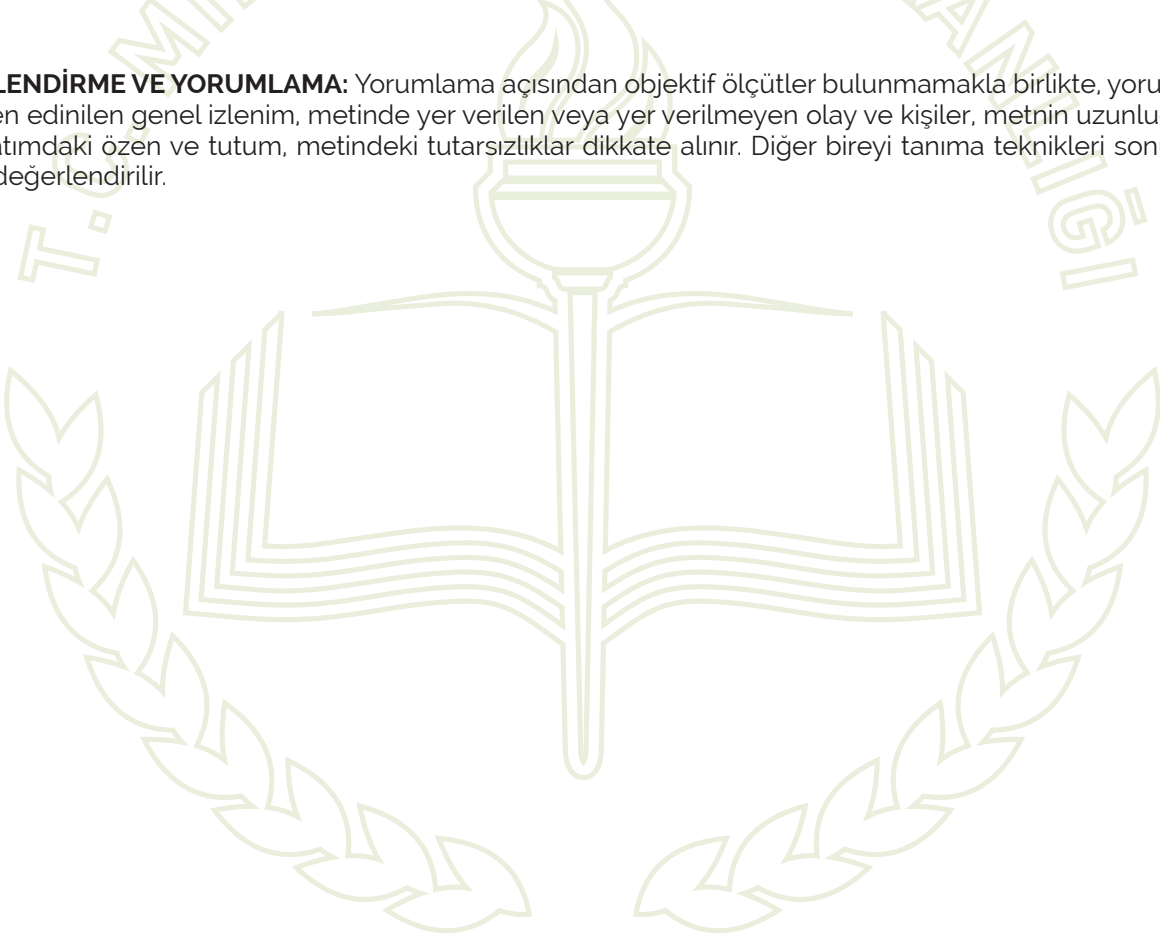 T.C. Mİ ANLIĞI
LENDİRME VE YORUMLAMA: Yorumlama açısından objektif ölçütler bulunmamakla birlikte, yoru
en edinilen genel izlenim, metinde yer verilen veya yer verilmeyen olay ve kişiler, metnin uzunlu
atımdaki özen ve tutum, metindeki tutarsızlıklar dikkate alınır. Diğer bireyi tanıma teknikleri son
değerlendirilir.